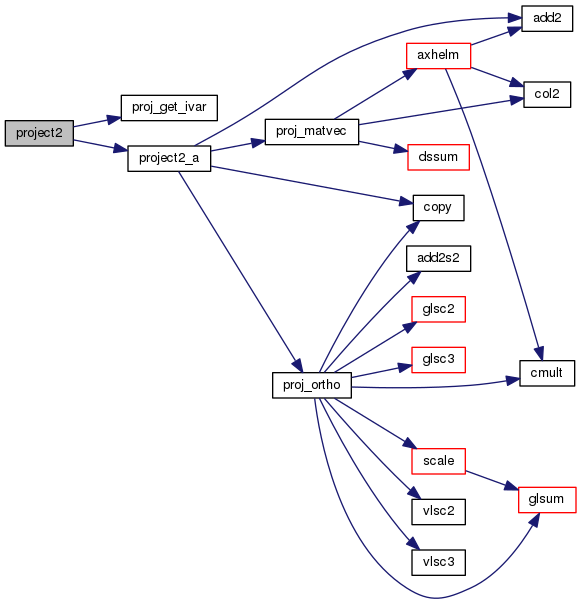 add2
axhelm
col2
proj_get_ivar
project2
proj_matvec
project2_a
dssum
copy
add2s2
glsc2
glsc3
cmult
proj_ortho
scale
glsum
vlsc2
vlsc3